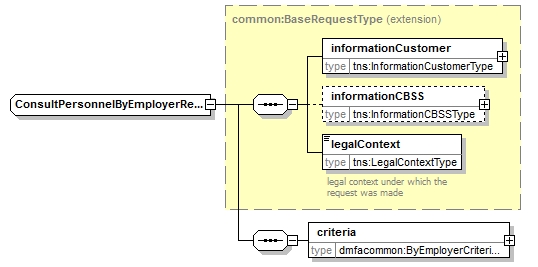 common:BaseRequestType (extension)
informationCustomer
type tns:InformationCustomerType
ConsultPersonnelByEmployerRe...
informationCBSS
type tns:InformationCBSSType
legalContext
type tns:LegalContextType
legal context under which the
request was made
criteria
type dmfacommon:ByEmployerCriteri...